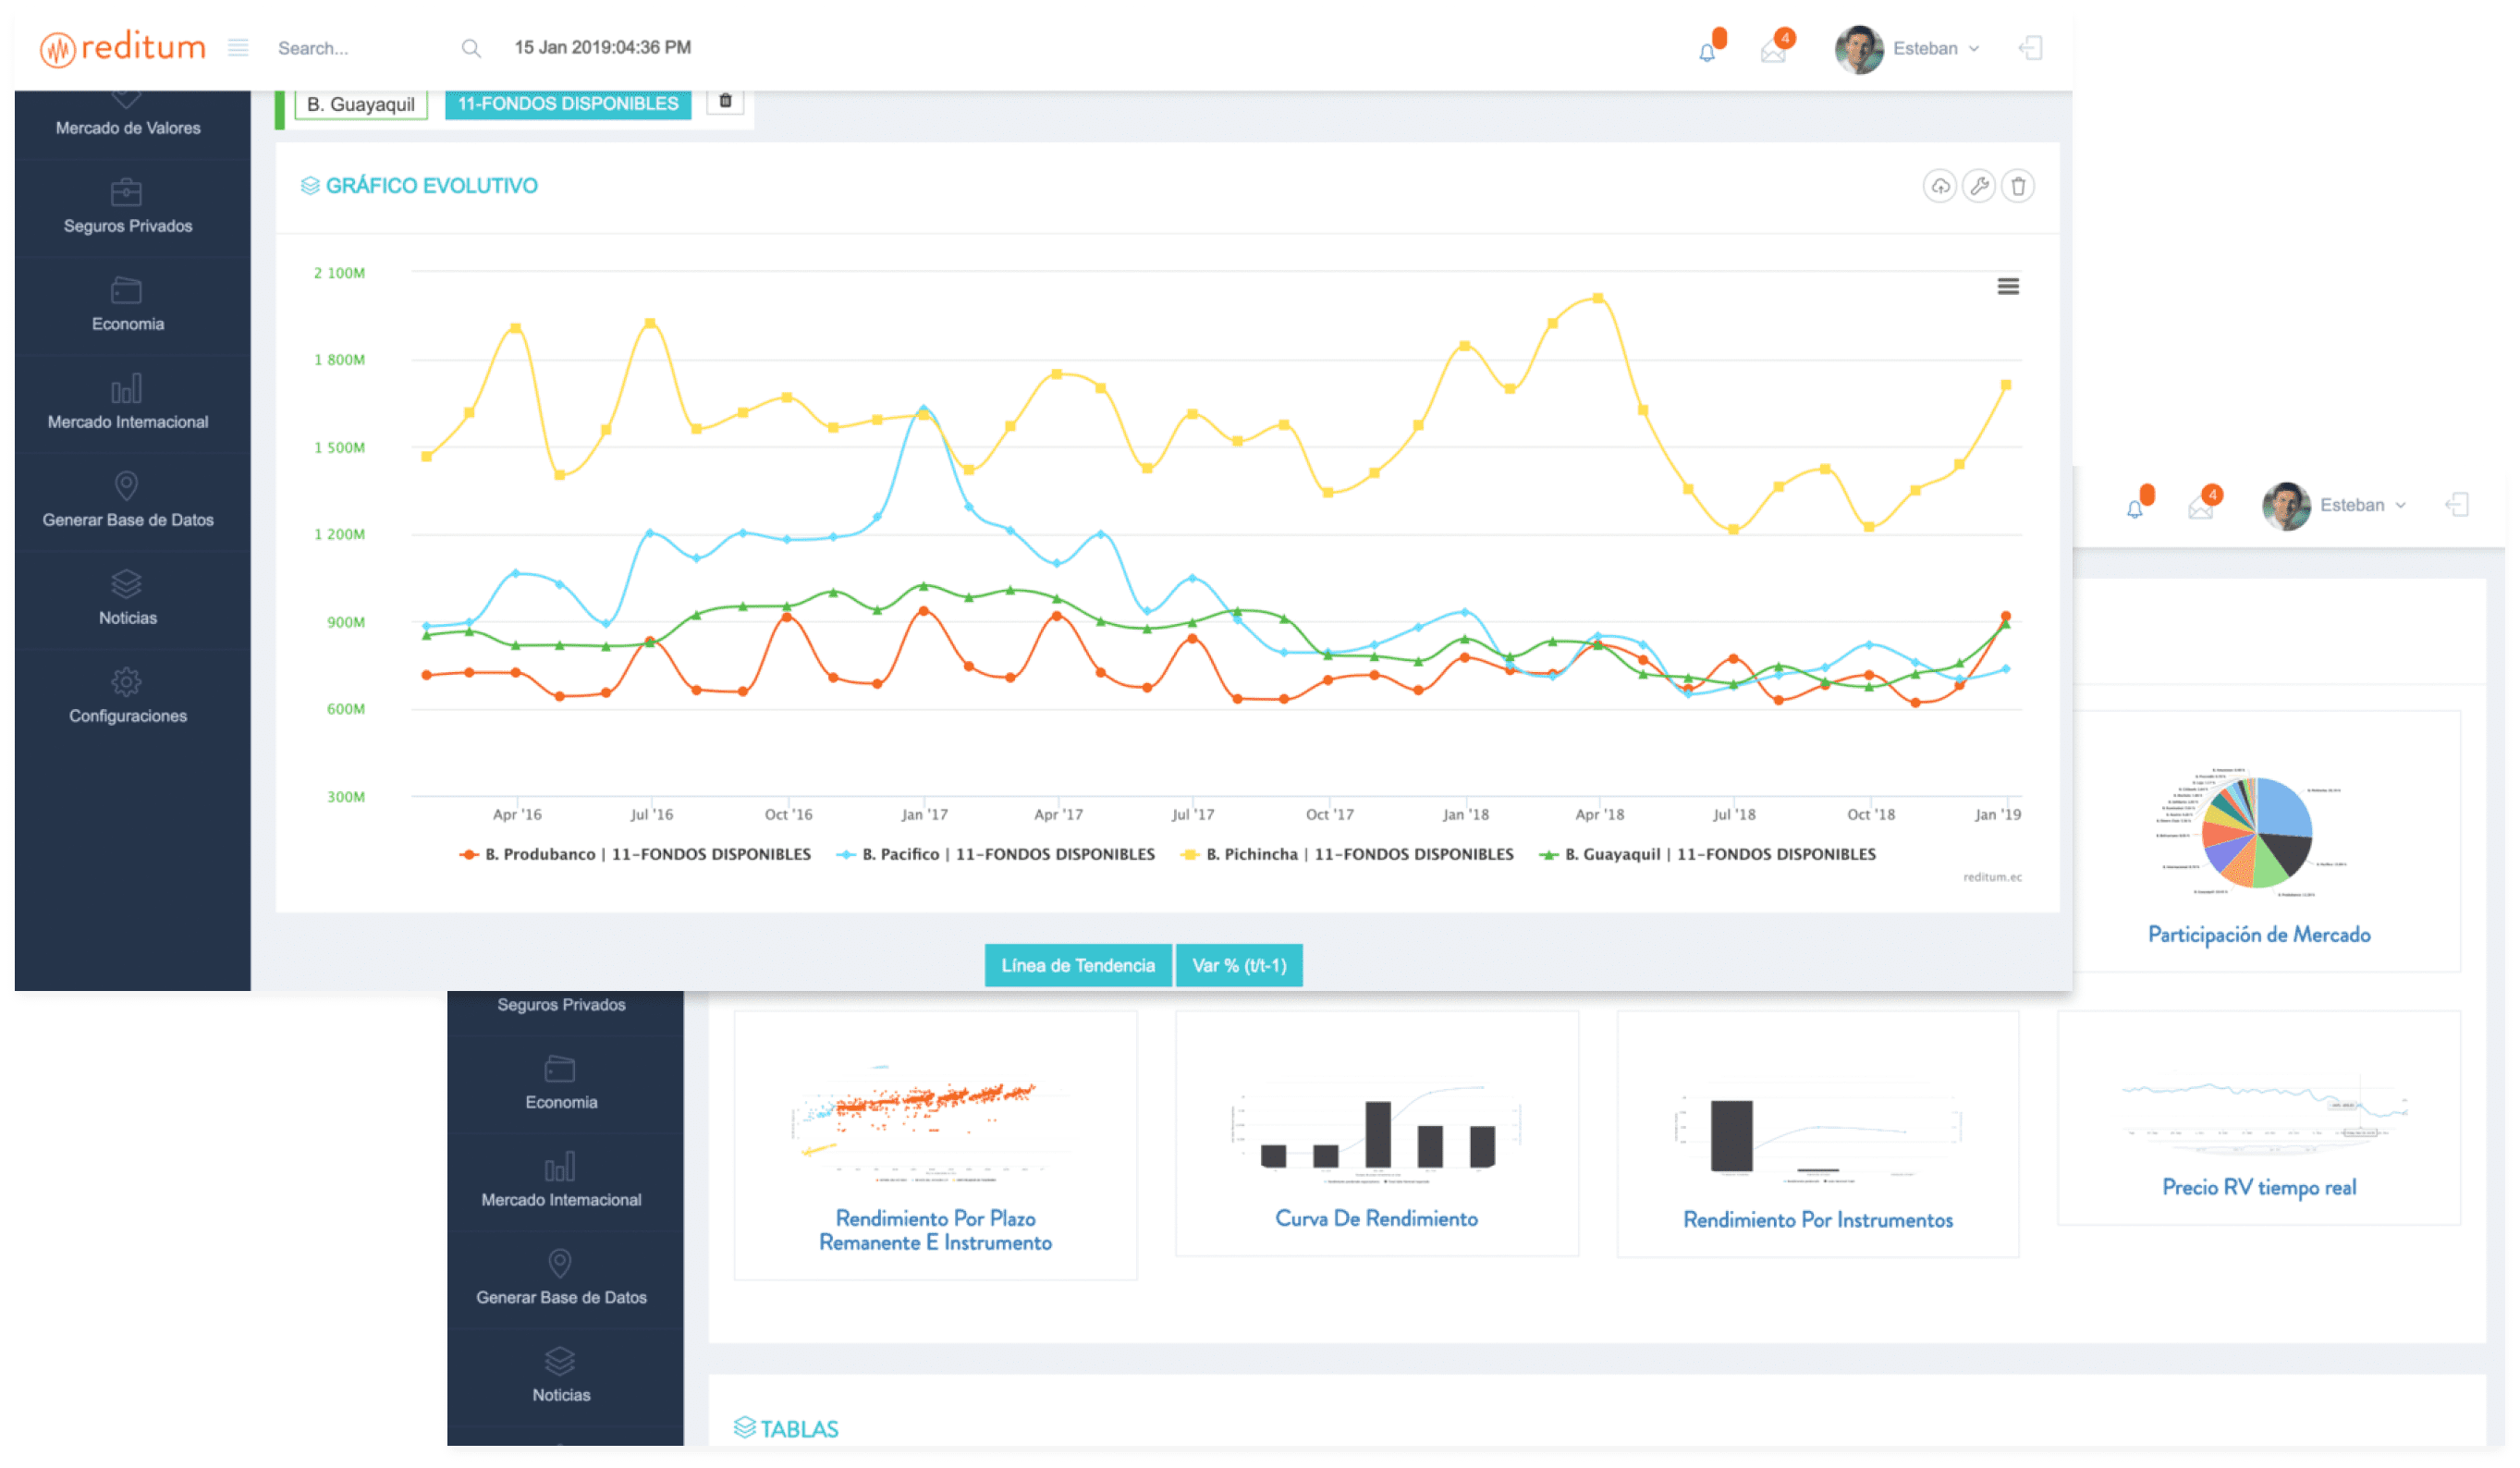 reditum
Search...
15 Jan 2019:04:36 PM
4
Esteban
B. Guayaquil
11-FONDOS DISPONIBLES
Mercado de Valores
Seguros Privados
Economia
Mercado Internacional
Generar Base de Datos
Noticias
Configuraciones
GRÁFICO EVOLUTIVO
2 100M
1 800M
1 500M
1 200M
900M
600M
300M
Apr '16
Jul '16
Oct '16
Jan '17
Apr '17
Jul '17
Oct '17
Jan '18
Apr '18
Jul '18
Oct '18
Jan '19
B. Produbanco | 11-FONDOS DISPONIBLES
B. Pacifico | 11-FONDOS DISPONIBLES
B. Pichincha | 11-FONDOS DISPONIBLES
B. Guayaquil | 11-FONDOS DISPONIBLES
reditum.ec
Línea de Tendencia
Var % (t/t-1)
4
Esteban
Participación de Mercado
Seguros Privados
Economia
Mercado Internacional
Generar Base de Datos
Noticias
Rendimiento Por Plazo
Remanente E Instrumento
Curva De Rendimiento
Rendimiento Por Instrumentos
Precio RV tiempo real
TABLAS